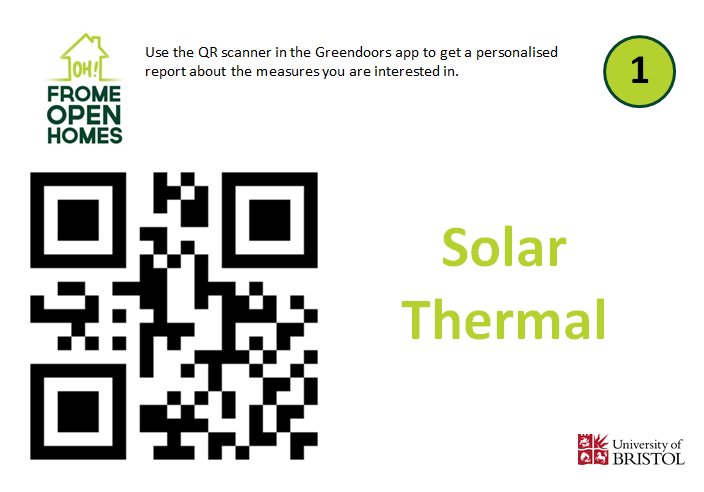 OH!
FROME
OPEN
HOMES
Use the QR scanner in the Greendoors app to get a personalised
report about the measures you are interested in.
1
Solar
Thermal
University of
BRISTOL